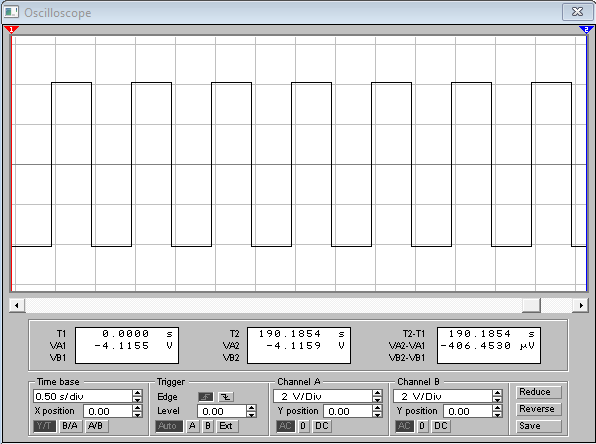 Oscilloscope
1 2
T1 0.0000 s T2 190.1854 s T2-T1 190.1854 s
VA1 -4.1155 V VA2 -4.1159 V VA2-VA1 -406.4530 µV
VB1 VB2 VB2-VB1
Time base Trigger Channel A Channel B
0.50 s/div Edge 2 V/Div 2 V/Div Reduce
X position 0.00 Level 0.00 Y position 0.00 Y position 0.00 Reverse
Y/T B/A A/B Auto A B Ext AC 0 DC AC 0 DC Save